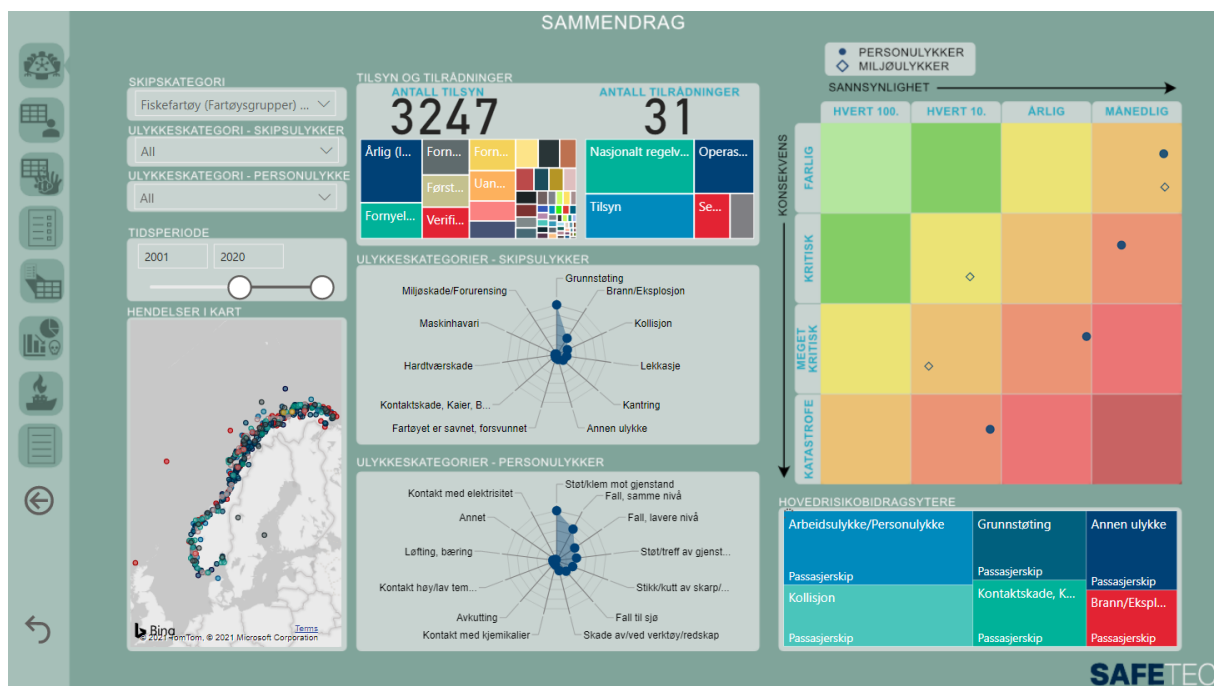 SAMMENDRAG
SKIPSKATEGORI
Fiskefartøy (Fartøysgrupper) ...
ULYKKESKATEGORI - SKIPSULYKKER
All
ULYKKESKATEGORI - PERSONULYKKE
All
TIDSPERIODE
2001
2020
HENDELSER I KART
Bing
© 2021 TomTom, © 2021 Microsoft Corporation
Terms
TILSYN OG TILRÅDNINGER
ANTALL TILSYN
3247
Årlig (I...
Forn...
Forn...
Først...
Uan...
Fornyel...
Verifi...
ANTALL TILRÅDNINGER
31
Nasjonalt regelv...
Operas...
Tilsyn
Se...
ULYKKESKATEGORIER - SKIPSULYKKER
Grunnstøting
Brann/Eksplosjon
Kollisjon
Lekkasje
Kantring
Annen ulykke
Fartøyet er savnet, forsvunnet
Kontaktskade, Kaier, B...
Hardtværskade
Maskinhavari
Miljøskade/Forurensing
ULYKKESKATEGORIER - PERSONULYKKER
Støt/klem mot gjenstand
Fall, samme nivå
Fall, lavere nivå
Støt/treff av gjenst...
Stikk/kutt av skarp/...
Fall til sjø
Skade av/ved verktøy/redskap
Kontakt med kjemikalier
Avkutting
Kontakt høy/lav tem...
Løfting, bæring
Annet
Kontakt med elektrisitet
PERSONULYKKER
MILJØULYKKER
SANNSYNLIGHET
HVERT 100.
HVERT 10.
ÅRLIG
MÅNEDLIG
KONSEKVENS
FARLIG
KRITISK
MEGET
KRITISK
KATASTROFE
HOVEDRISIKOBIDRAGSYTERE
Arbeidsulykke/Personulykke
Passasjerskip
Grunnstøting
Passasjerskip
Annen ulykke
Passasjerskip
Kollisjon
Passasjerskip
Kontaktskade, K...
Passasjerskip
Brann/Ekspl...
Passasjerskip
SAFETEC